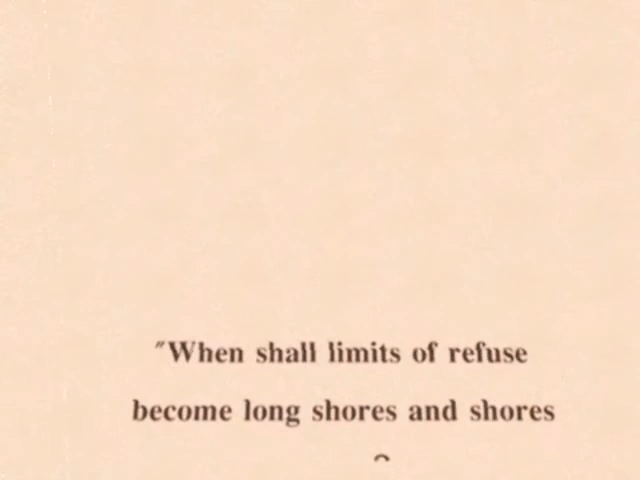 "When shall limits of refuse
become long shores and shores